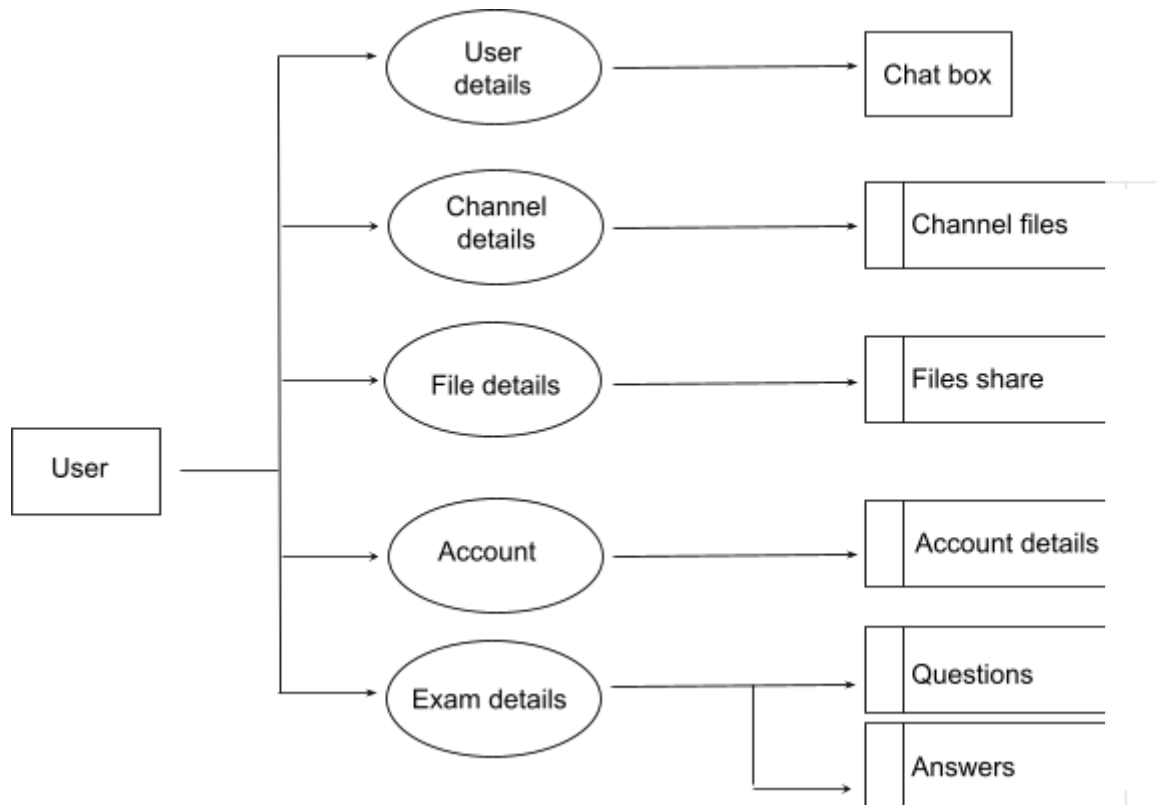 User
details
Chat box
Channel
details
Channel files
File details
Files share
User
Account
Account details
Exam details
Questions
Answers